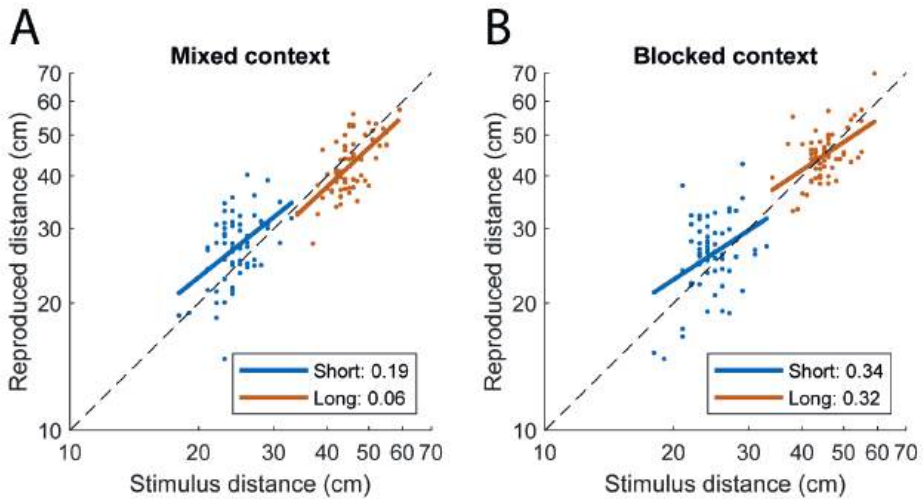 A
Mixed context
Reproduced distance (cm)
70
60
50
40
30
20
10
Short: 0.19
Long: 0.06
10 20 30 40 50 60 70
Stimulus distance (cm)
B
Blocked context
Reproduced distance (cm)
70
60
50
40
30
20
10
Short: 0.34
Long: 0.32
10 20 30 40 50 60 70
Stimulus distance (cm)